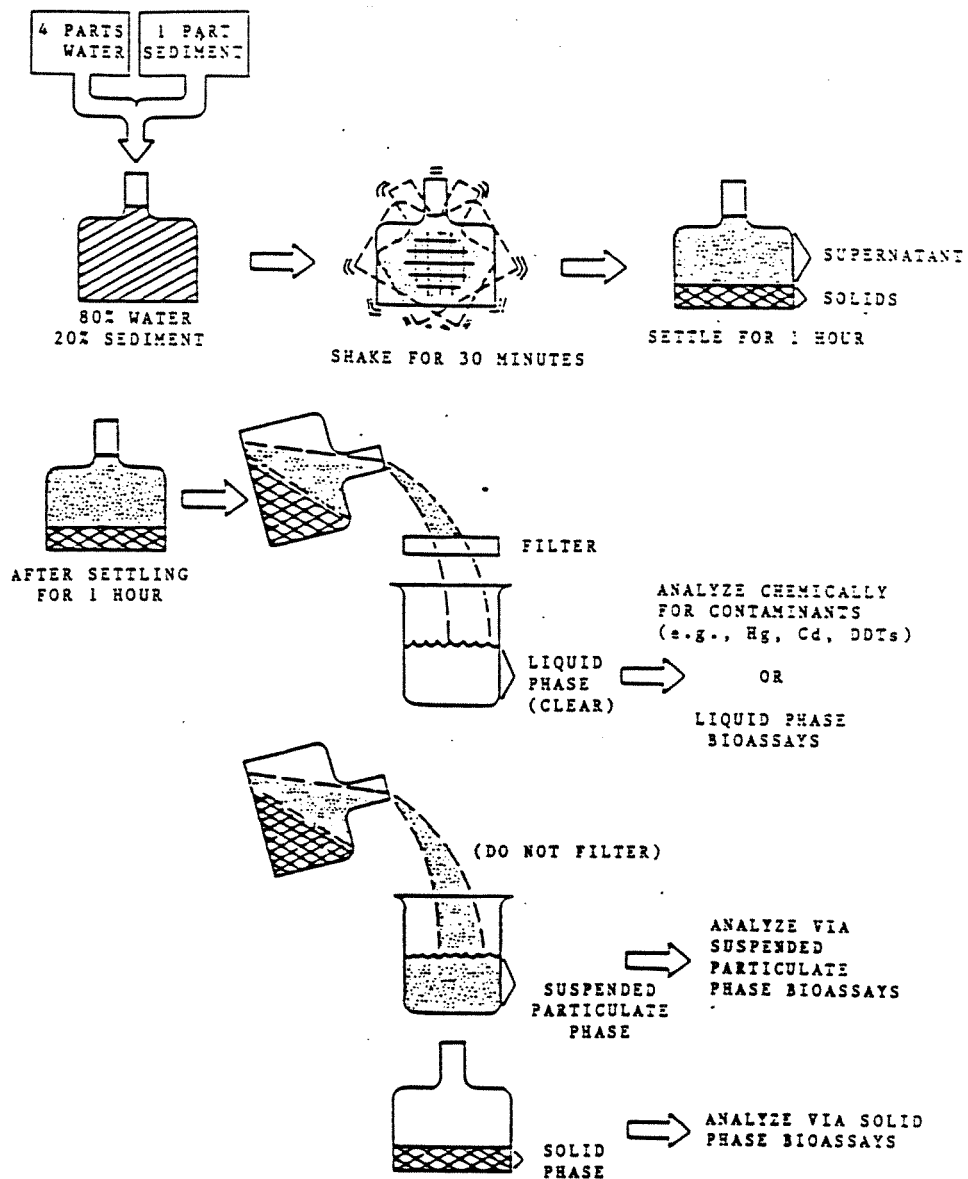 4 PARTS WATER
1 PART SEDIMENT
80% WATER
20% SEDIMENT
SHAKE FOR 30 MINUTES
SUPERNATANT
SOLIDS
SETTLE FOR 1 HOUR
AFTER SETTLING
FOR 1 HOUR
FILTER
LIQUID
PHASE
(CLEAR)
ANALYZE CHEMICALLY
FOR CONTAMINANTS
(e.g., Hg, Cd, DDTs)
OR
LIQUID PHASE
BIOASSAYS
(DO NOT FILTER)
SUSPENDED
PARTICULATE
PHASE
ANALYZE VIA
SUSPENDED
PARTICULATE
PHASE BIOASSAYS
SOLID
PHASE
ANALYZE VIA SOLID
PHASE BIOASSAYS